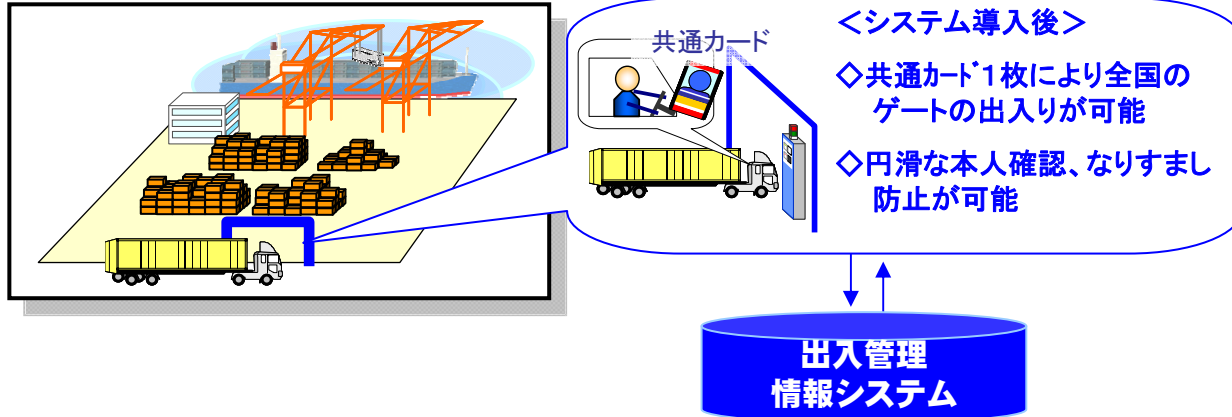 共通カード
＜システム導入後＞
◇共通ｶｰﾄﾞ１枚により全国の
ゲートの出入りが可能
◇円滑な本人確認、なりすまし
防止が可能
出入管理
情報システム